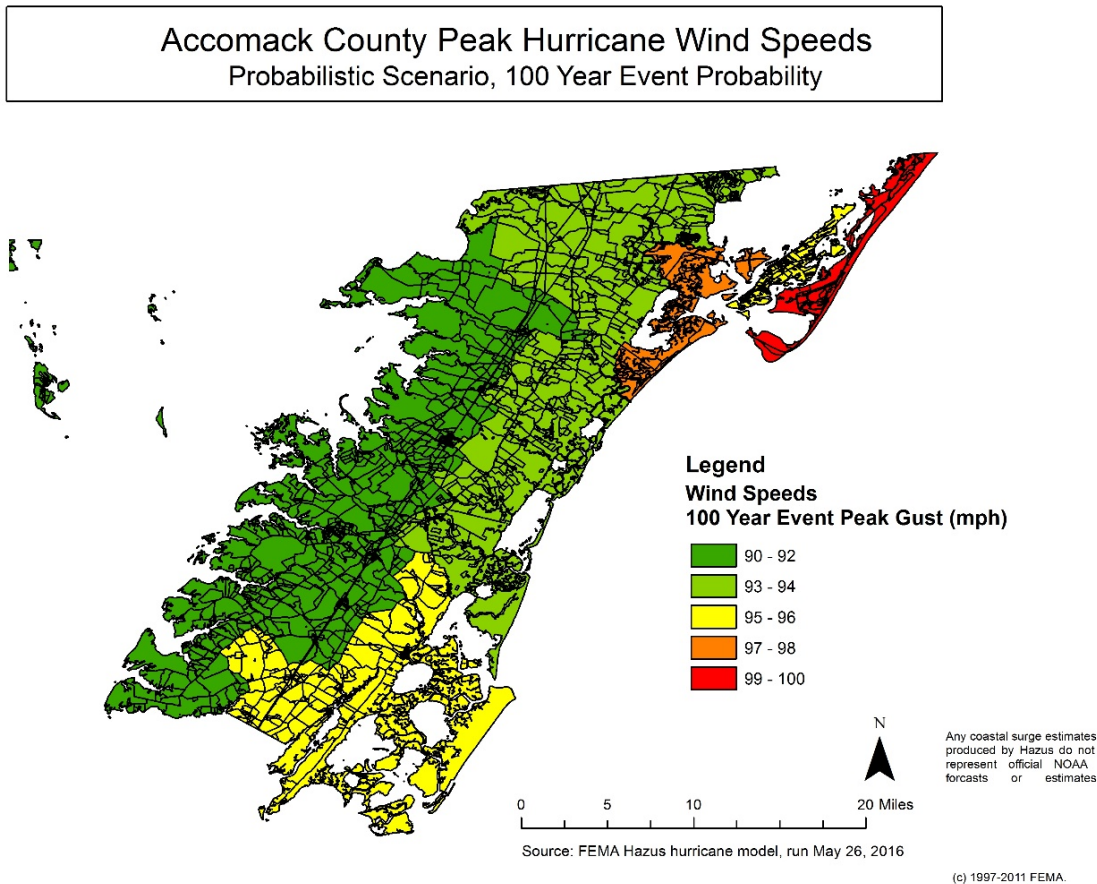 Accomack County Peak Hurricane Wind Speeds
Probabilistic Scenario, 100 Year Event Probability
Legend
Wind Speeds
100 Year Event Peak Gust (mph)
90 - 92
93 - 94
95 - 96
97 - 98
99 - 100
N
Any coastal surge estimates
produced by Hazus do not
represent official NOAA
forcasts or estimates
0 5 10 20 Miles
Source: FEMA Hazus hurricane model, run May 26, 2016
(c) 1997-2011 FEMA.